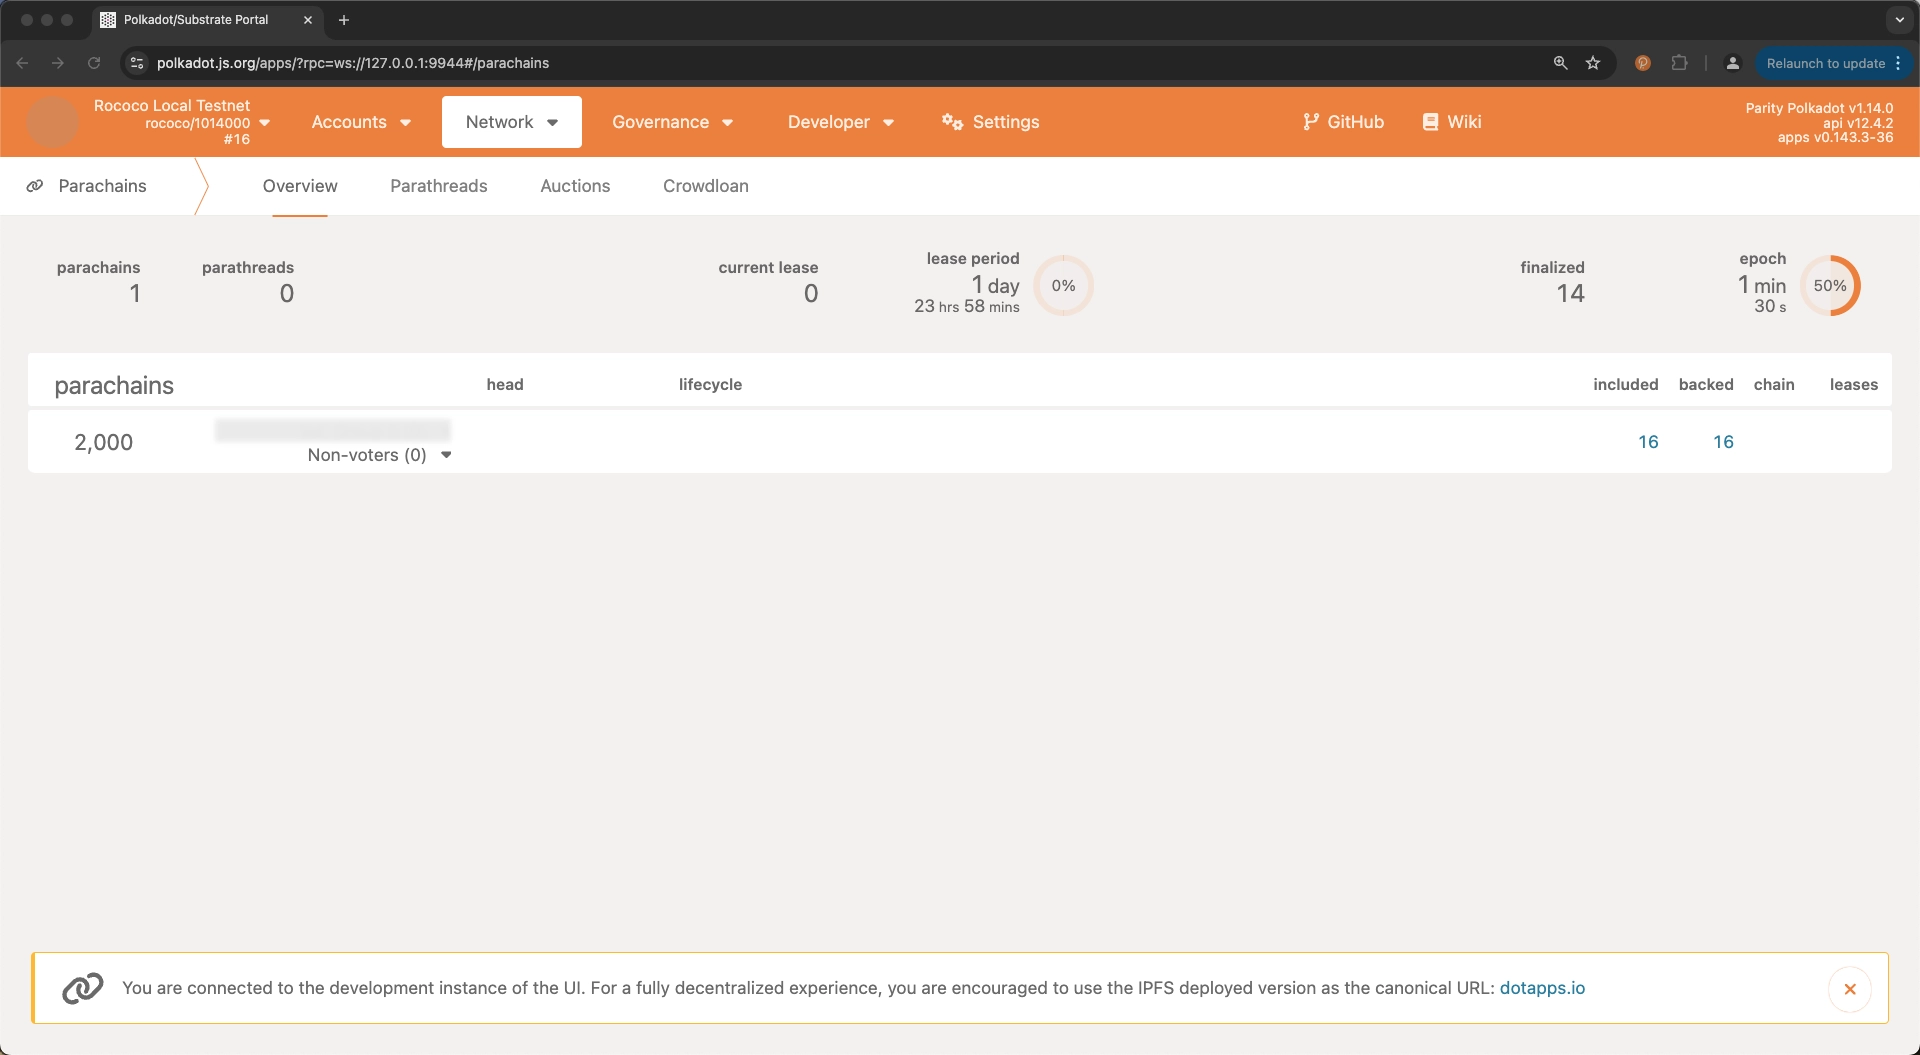 Polkadot/Substrate Portal
polkadot.js.org/apps/?rpc=ws://127.0.0.1:9944#/parachains
Relaunch to update
Rococo Local Testnet
rococo/1014000
#16
Accounts
Network
Governance
Developer
Settings
GitHub
Wiki
Parity Polkadot v1.14.0
api v12.4.2
apps v0.143.3-36
Parachains
Overview
Parathreads
Auctions
Crowdloan
parachains
1
parathreads
0
current lease
0
lease period
1 day
23 hrs 58 mins
0%
finalized
14
epoch
1 min
30 s
50%
parachains head lifecycle included backed chain leases
2,000
Non-voters (0)
16
16
You are connected to the development instance of the UI. For a fully decentralized experience, you are encouraged to use the IPFS deployed version as the canonical URL: dotapps.io